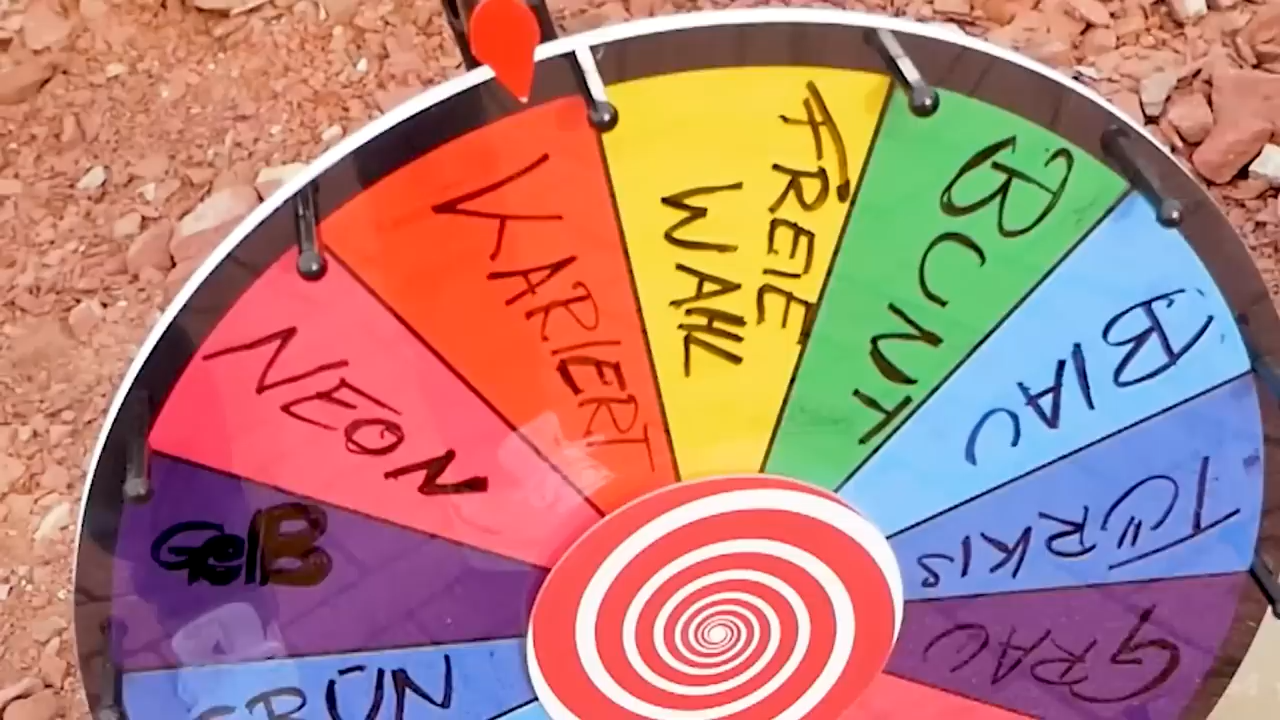 GelB
NEON
KARIERT
FREIE
WAHL
BUNT
BlAU
TÜRKIS
GRAU
GRÜN